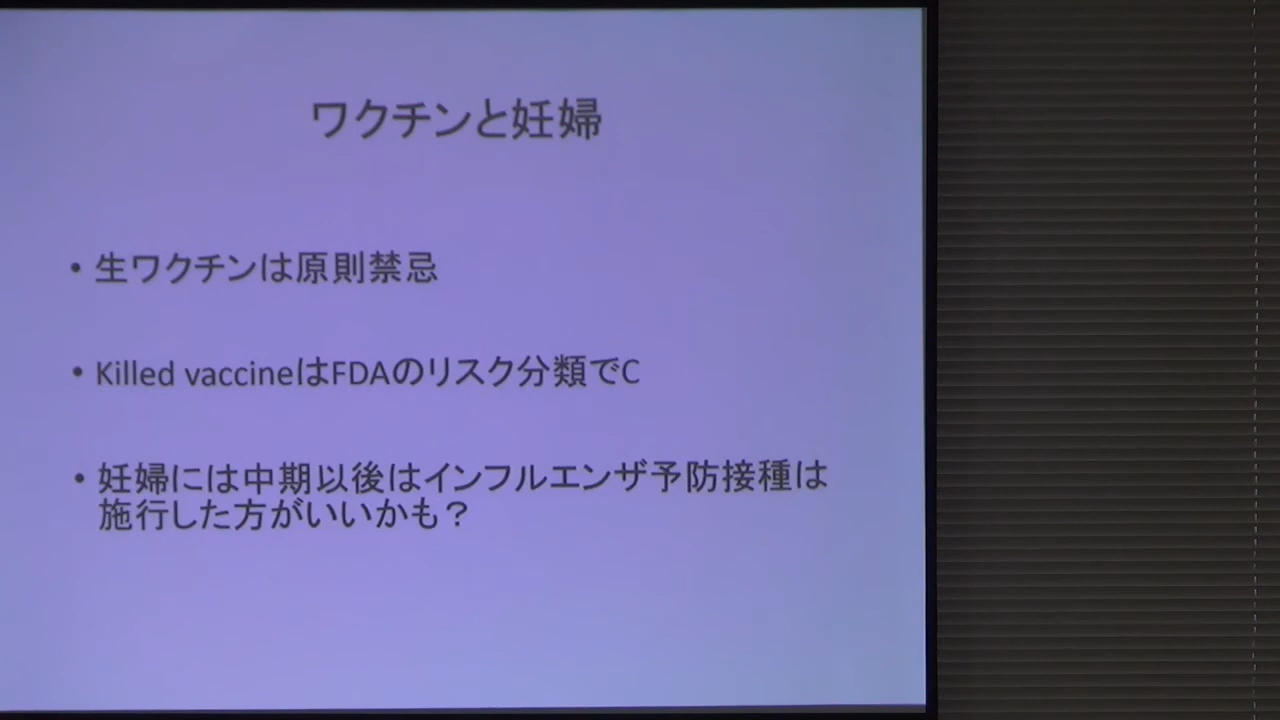 ワクチンと妊婦
• 生ワクチンは原則禁忌
• Killed vaccineはFDAのリスク分類でC
• 妊婦には中期以後はインフルエンザ予防接種は
施行した方がいいかも？